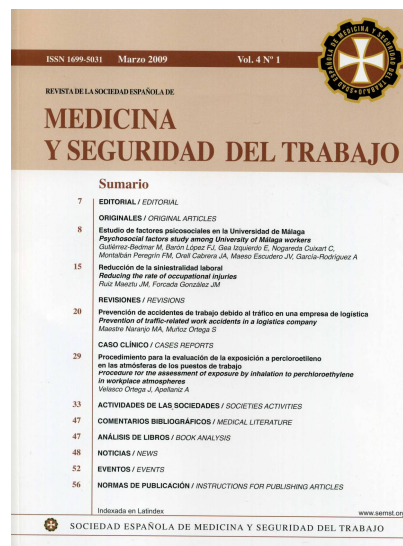 ISSN 1699-5031 Marzo 2009 Vol. 4 Nº 1
REVISTA DE LA SOCIEDAD ESPAÑOLA DE
MEDICINA
Y SEGURIDAD DEL TRABAJO
Sumario
7 EDITORIAL / EDITORIAL
ORIGINALES / ORIGINAL ARTICLES
8 Estudio de factores psicosociales en la Universidad de Málaga
Psychosocial factors study among University of Málaga workers
Gutiérrez-Bedmar M, Barón López FJ, Gea Izquierdo E, Nogareda Cuixart C,
Montalbán Peregrín FM, Orell Cabrera JA, Maeso Escudero JV, García-Rodríguez A
15 Reducción de la siniestralidad laboral
Reducing the rate of occupational injuries
Ruiz Maeztu JM, Forcada González JM
REVISIONES / REVISIONS
20 Prevención de accidentes de trabajo debido al tráfico en una empresa de logística
Prevention of traffic-related work accidents in a logistics company
Maestre Naranjo MA, Muñoz Ortega S
CASO CLÍNICO / CASES REPORTS
29 Procedimiento para la evaluación de la exposición a percloroetileno
en las atmósferas de los puestos de trabajo
Procedure for the assessment of exposure by inhalation to perchloroethylene
in workplace atmospheres
Velasco Ortega J, Apellaniz A
33 ACTIVIDADES DE LAS SOCIEDADES / SOCIETIES ACTIVITIES
47 COMENTARIOS BIBLIOGRÁFICOS / MEDICAL LITERATURE
47 ANÁLISIS DE LIBROS / BOOK ANALYSIS
48 NOTICIAS / NEWS
52 EVENTOS / EVENTS
56 NORMAS DE PUBLICACIÓN / INSTRUCTIONS FOR PUBLISHING ARTICLES
Indexada en Latindex www.semst.org
SOCIEDAD ESPAÑOLA DE MEDICINA Y SEGURIDAD DEL TRABAJO